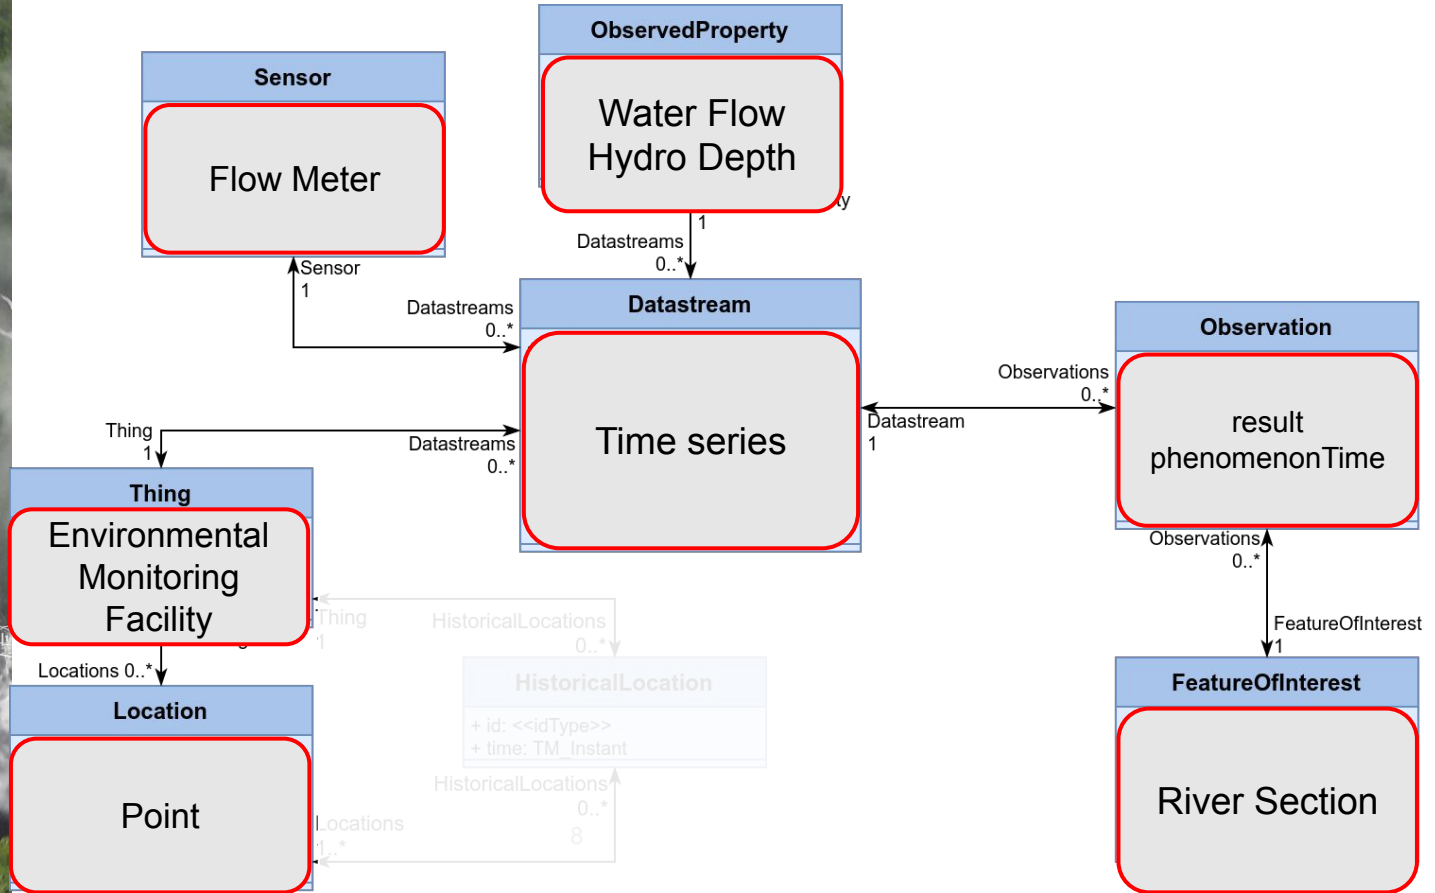 ObservedProperty
Water Flow
Hydro Depth
ty
1
Datastreams
0..*
Sensor
Flow Meter
Sensor
1
Datastreams
0..*
Datastream
Time series
Observations
0..*
Datastream
1
Observation
result
phenomenonTime
Observations
0..*
FeatureOfInterest
1
FeatureOfInterest
River Section
Thing
1
Datastreams
0..*
Thing
Environmental
Monitoring
Facility
Thing
1
HistoricalLocations
0..*
HistoricalLocation
+ id: <<idType>>
+ time: TM_Instant
HistoricalLocations
0..*
8
Locations 0..*
Location
Point
Locations
1..*